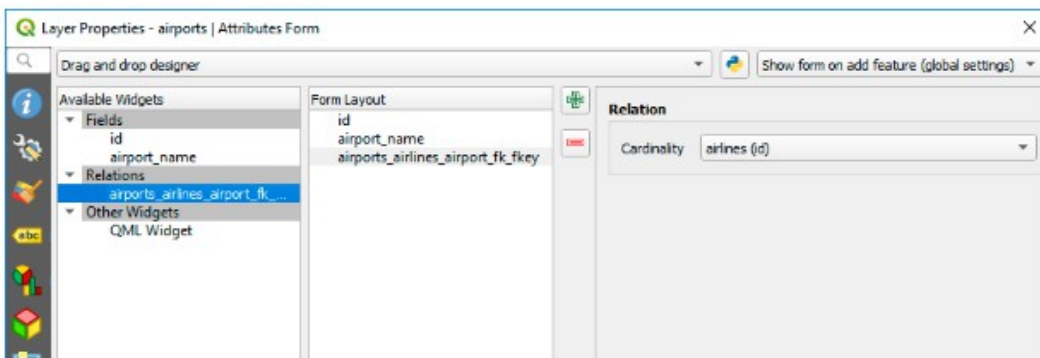 Layer Properties - airports | Attributes Form
Drag and drop designer
Show form on add feature (global settings)
Available Widgets
Fields
id
airport_name
Relations
airports_airlines_airport_fk_...
Other Widgets
QML Widget
Form Layout
id
airport_name
airports_airlines_airport_fk_fkey
Relation
Cardinality airlines (id)
abc